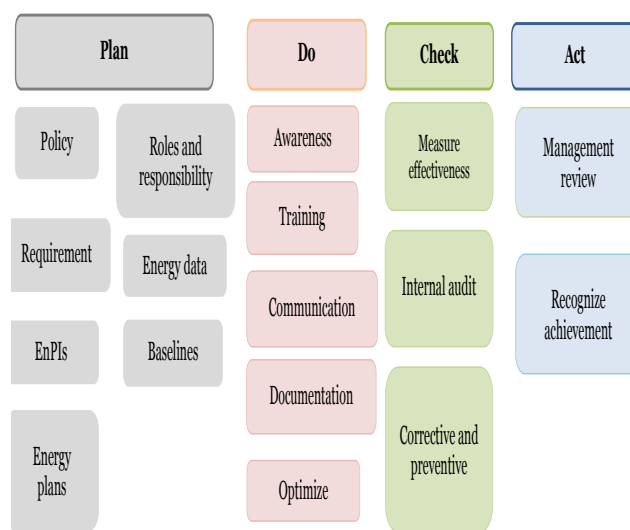 Plan
Do
Check
Act
Policy
Roles and
responsibility
Requirement
Energy data
EnPIs
Baselines
Energy
plans
Awareness
Training
Communication
Documentation
Optimize
Measure
effectiveness
Internal audit
Corrective and
preventive
Management
review
Recognize
achievement